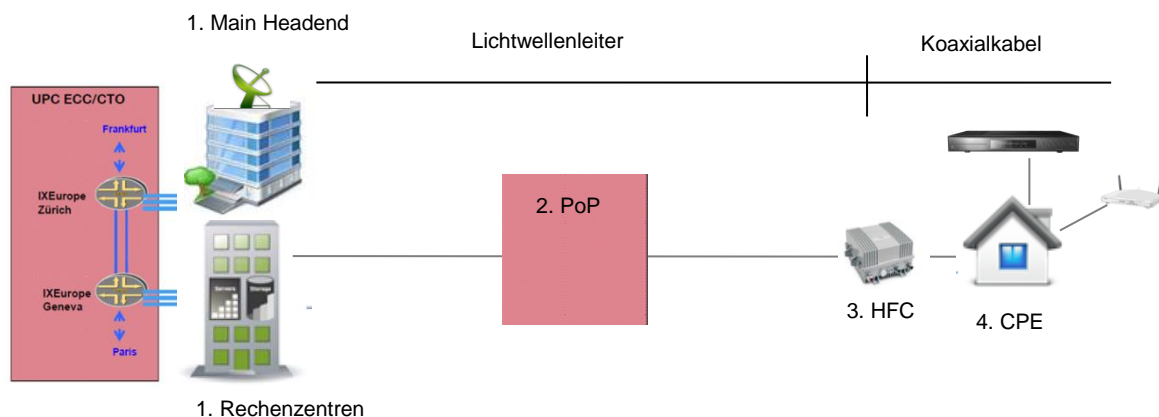 1. Main Headend
Lichtwellenleiter
Koaxialkabel
UPC ECC/CTO
Frankfurt
IXEurope
Zürich
IXEurope
Geneva
Paris
Servers
Storage
2. PoP
3. HFC
4. CPE
1. Rechenzentren